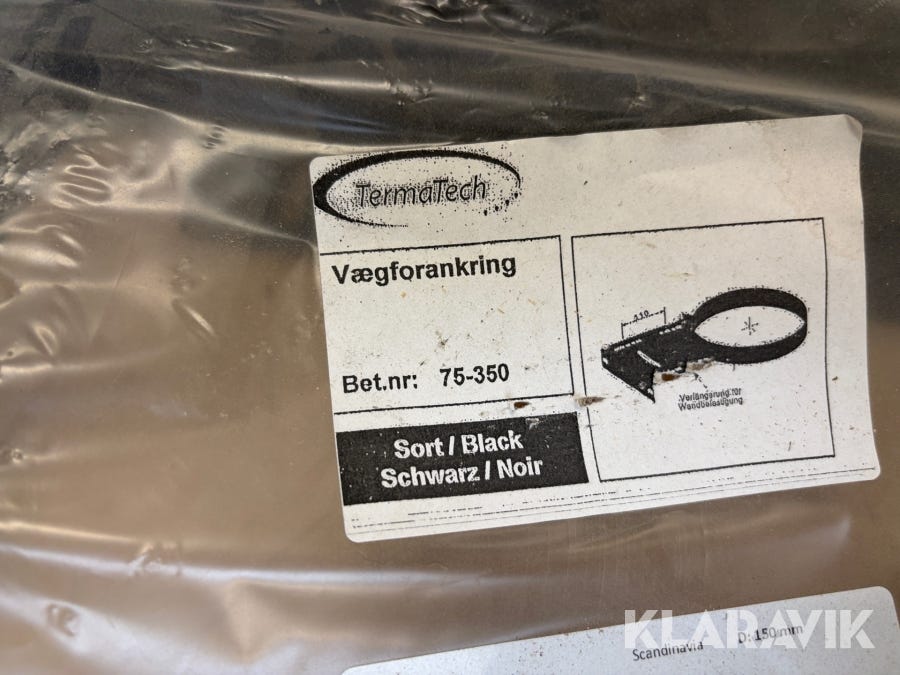 TermaTech
Vægforankring
Bet.nr: 75-350
Sort / Black
Schwarz / Noir
Verlängerung für
Wandbefestigung
KLARAVIK
Scandinavia D: 150 mm